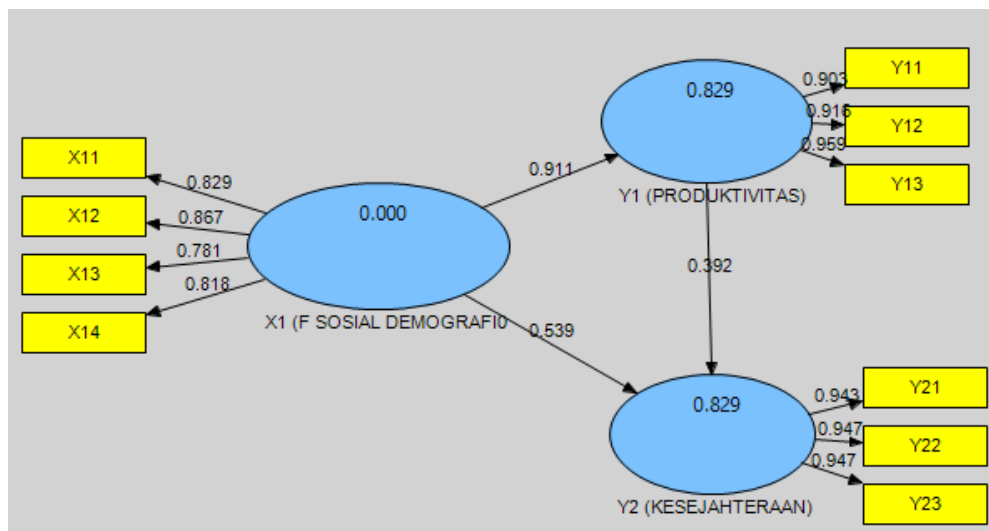 X11
X12
X13
X14
0.829
0.867
0.781
0.818
0.000
X1 (F SOSIAL DEMOGRAFI0
0.911
0.539
0.829
Y1 (PRODUKTIVITAS)
0.903
0.916
0.959
Y11
Y12
Y13
0.392
0.829
Y2 (KESEJAHTERAAN)
0.943
0.947
0.947
Y21
Y22
Y23